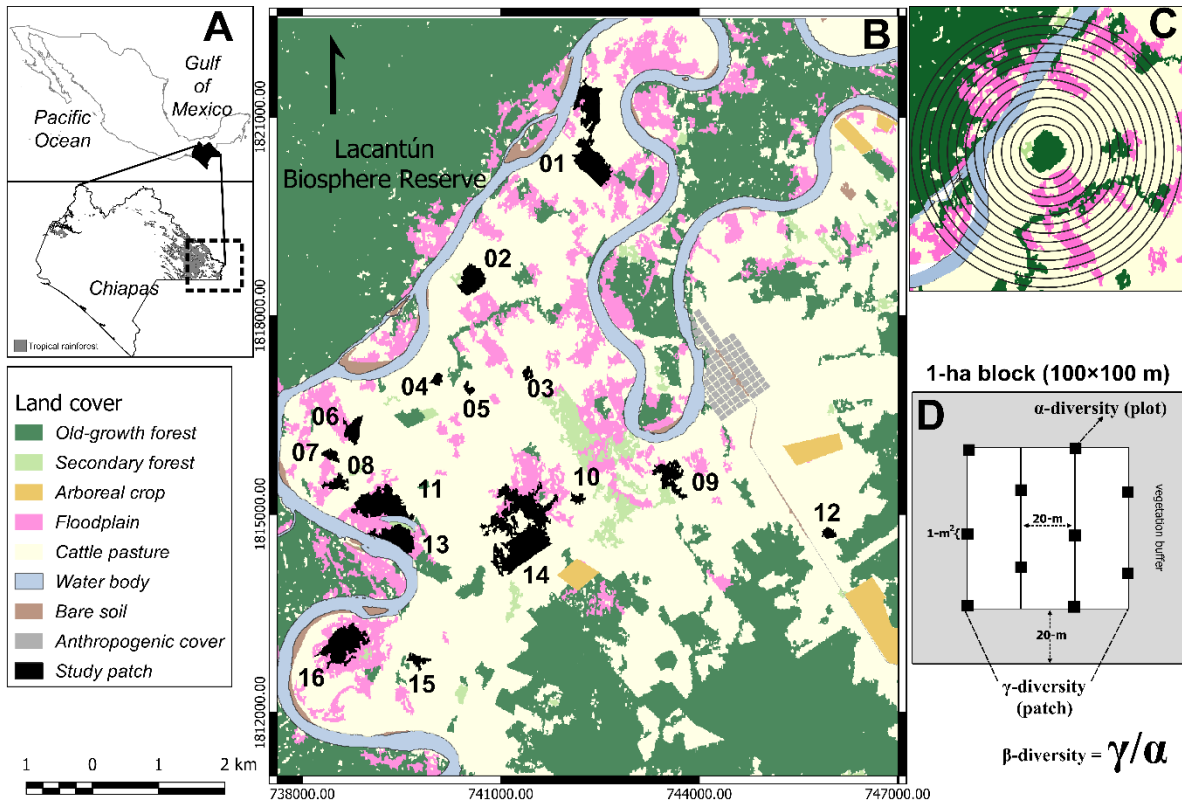 A
Gulf
of
Mexico
Pacific
Ocean
Chiapas
Tropical rainforest
Land cover
Old-growth forest
Secondary forest
Arboreal crop
Floodplain
Cattle pasture
Water body
Bare soil
Anthropogenic cover
Study patch
1 0 1 2 km
B
Lacantún
Biosphere Reserve
01
02
03
04
05
06
07
08
09
10
11
12
13
14
15
16
1821000.00
1818000.00
1815000.00
1812000.00
738000.00 741000.00 744000.00 747000.00
C
1-ha block (100×100 m)
D
α-diversity (plot)
1-m²{
20-m
vegetation buffer
20-m
γ-diversity
(patch)
β-diversity = γ/α